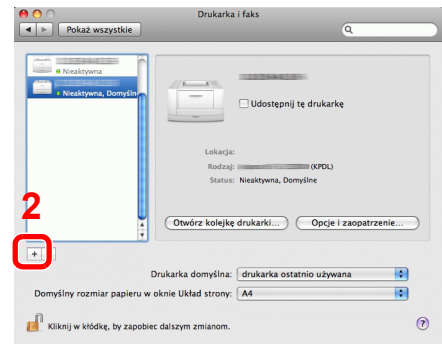 Drukarka i faks
Pokaż wszystkie
Nieaktywna
Nieaktywna, Domyśln
Udostępnij tę drukarkę
Lokacja:
Rodzaj: (KPDL)
Status: Nieaktywna, Domyślne
2
Otwórz kolejkę drukarki... Opcje i zaopatrzenie...
+
Drukarka domyślna: drukarka ostatnio używana
Domyślny rozmiar papieru w oknie Układ strony: A4
Kliknij w kłódkę, by zapobiec dalszym zmianom. ?